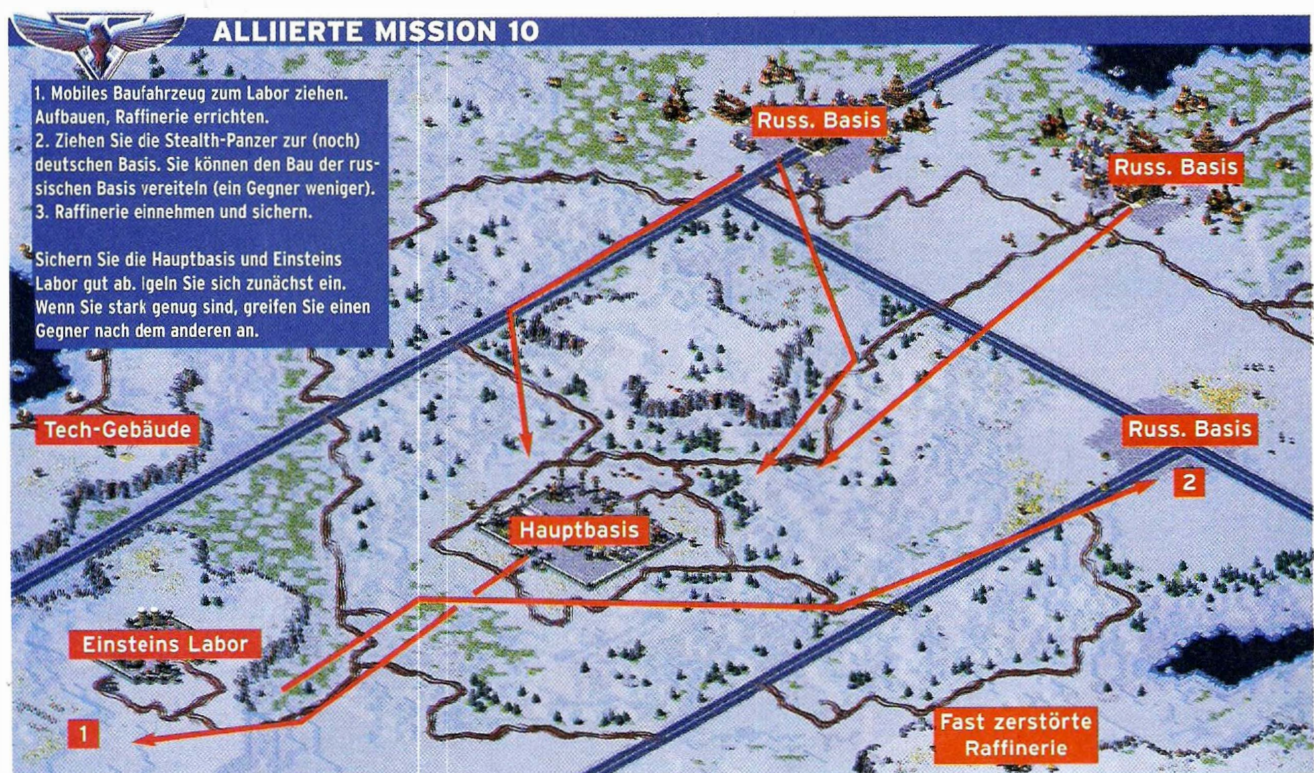 ALLIIERTE MISSION 10
1. Mobiles Baufahrzeug zum Labor ziehen.
Aufbauen, Raffinerie errichten.
2. Ziehen Sie die Stealth-Panzer zur (noch)
deutschen Basis. Sie können den Bau der rus-
sischen Basis vereiteln (ein Gegner weniger).
3. Raffinerie einnehmen und sichern.
Sichern Sie die Hauptbasis und Einsteins
Labor gut ab. Igeln Sie sich zunächst ein.
Wenn Sie stark genug sind, greifen Sie einen
Gegner nach dem anderen an.
Russ. Basis
Russ. Basis
Tech-Gebäude
Russ. Basis
2
Hauptbasis
Einsteins Labor
1
Fast zerstörte
Raffinerie